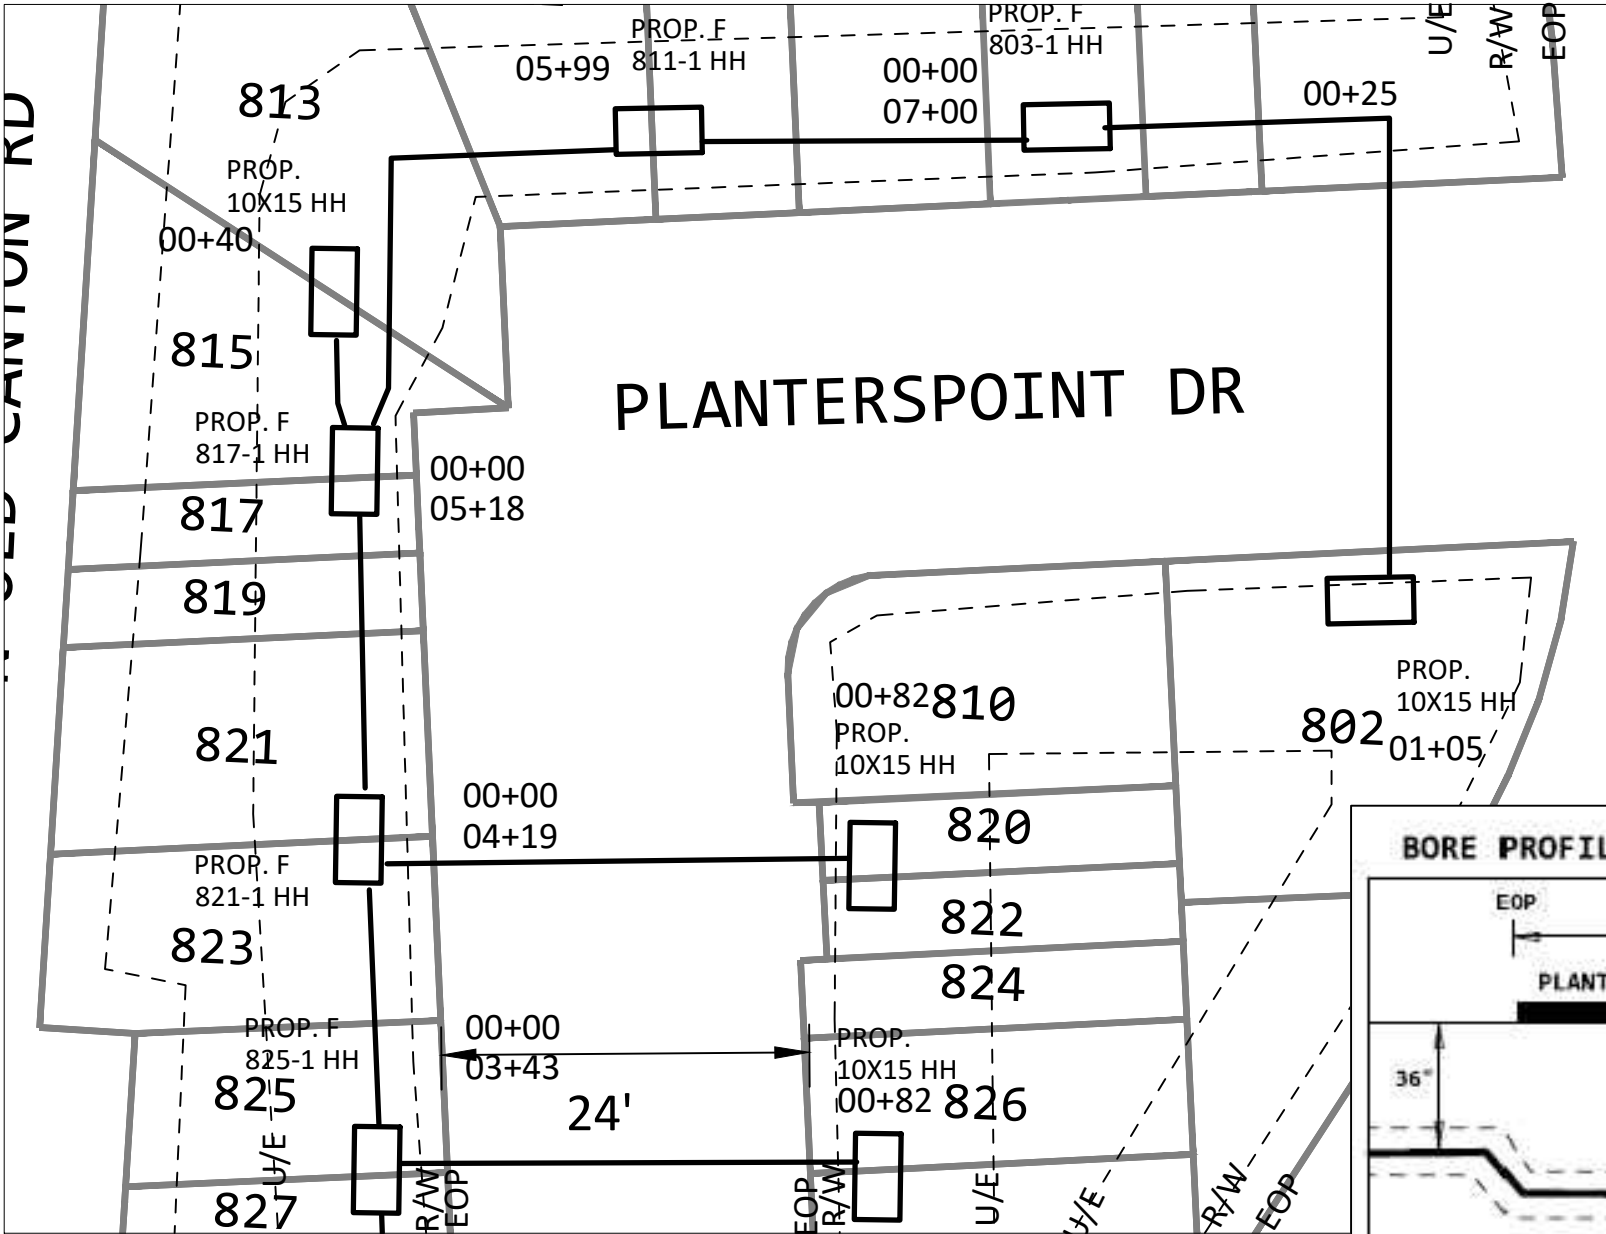 PROP. F
811-1 HH
PROP. F
803-1 HH
U/E
R/W
EOP
05+99
00+00
07+00
00+25
813
RD
PROP.
10X15 HH
00+40
815
CANTON
PLANTERSPOINT DR
PROP. F
817-1 HH
00+00
05+18
817
819
821
00+82
810
PROP.
10X15 HH
802
PROP.
10X15 HH
01+05
00+00
04+19
820
PROP. F
821-1 HH
822
823
824
BORE PROFIL
EOP
PLANT
36"
PROP. F
825-1 HH
00+00
03+43
PROP.
10X15 HH
00+82
825
24'
826
U/E
R/W
EOP
EOP
R/W
U/E
U/E
R/W
EOP
827